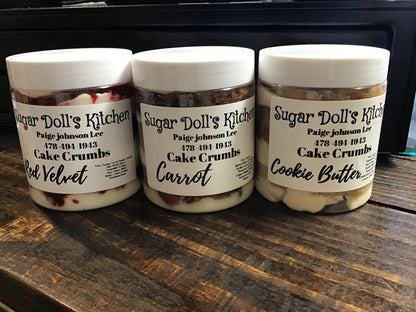 Sugar Doll's Kitchen
Paige johnson Lee
478-494-1943
Cake Crumbs
Red Velvet
Sugar Doll's Kitchen
Paige johnson Lee
478-494-1943
Cake Crumbs
Carrot
Sugar Doll's Kitchen
Paige johnson Lee
478-494-1943
Cake Crumbs
Cookie Butter